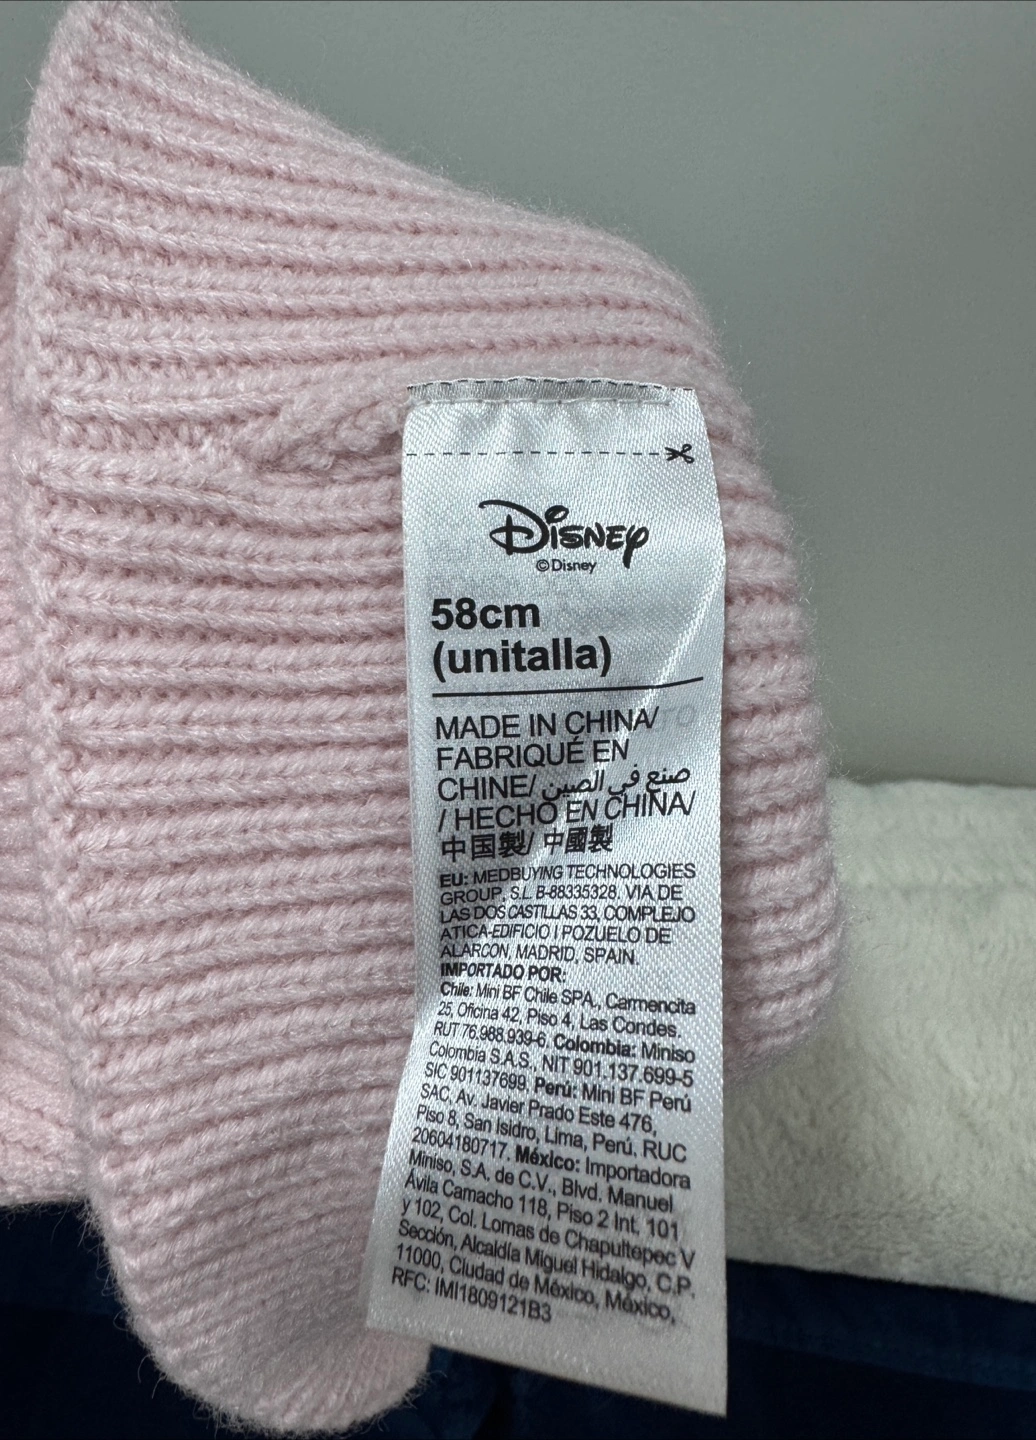 Disney
©Disney
58cm
(unitalla)
MADE IN CHINA/
FABRIQUÉ EN
CHINE/ صنع في الصين
/ HECHO EN CHINA/
中国製/ 中國製
EU: MEDBUYING TECHNOLOGIES
GROUP, S.L. B-88335328. VIA DE
LAS DOS CASTILLAS 33, COMPLEJO
ATICA-EDIFICIO I POZUELO DE
ALARCON, MADRID, SPAIN.
IMPORTADO POR:
Chile: Mini BF Chile SPA., Carmencita
25, Oficina 42, Piso 4, Las Condes.
RUT 76.988.939-6, Colombia: Miniso
Colombia S.A.S., NIT 901.137.699-5
SIC 901137699. Perú: Mini BF Perú
SAC, Av. Javier Prado Este 476,
Piso 8, San Isidro, Lima, Perú. RUC
20604180717. México: Importadora
Miniso, S.A. de C.V., Blvd. Manuel
Ávila Camacho 118, Piso 2 Int. 101
y 102, Col. Lomas de Chapultepec V
Sección, Alcaldía Miguel Hidalgo, C.P.
11000, Ciudad de México, México,
RFC: IMI1809121B3